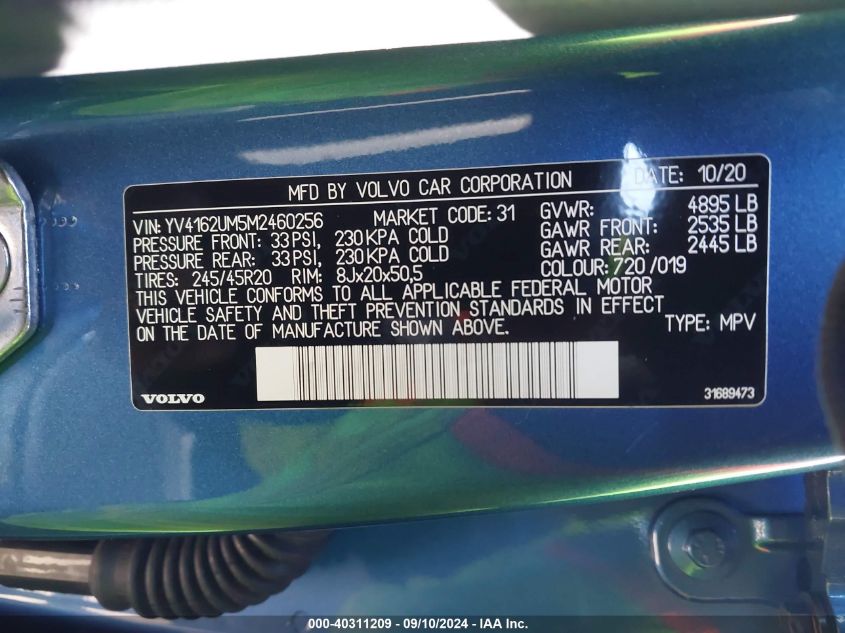 MFD BY VOLVO CAR CORPORATION DATE: 10/20
VIN: YV4162UM5M2460256 MARKET CODE: 31 GVWR: 4895 LB
PRESSURE FRONT: 33 PSI, 230 KPA COLD GAWR FRONT: 2535 LB
PRESSURE REAR: 33 PSI, 230 KPA COLD GAWR REAR: 2445 LB
TIRES: 245/45R20 RIM: 8Jx20x50,5 COLOUR: 720 /019
THIS VEHICLE CONFORMS TO ALL APPLICABLE FEDERAL MOTOR
VEHICLE SAFETY AND THEFT PREVENTION STANDARDS IN EFFECT
ON THE DATE OF MANUFACTURE SHOWN ABOVE. TYPE: MPV
VOLVO 31689473
000-40311209 - 09/10/2024 - IAA Inc.